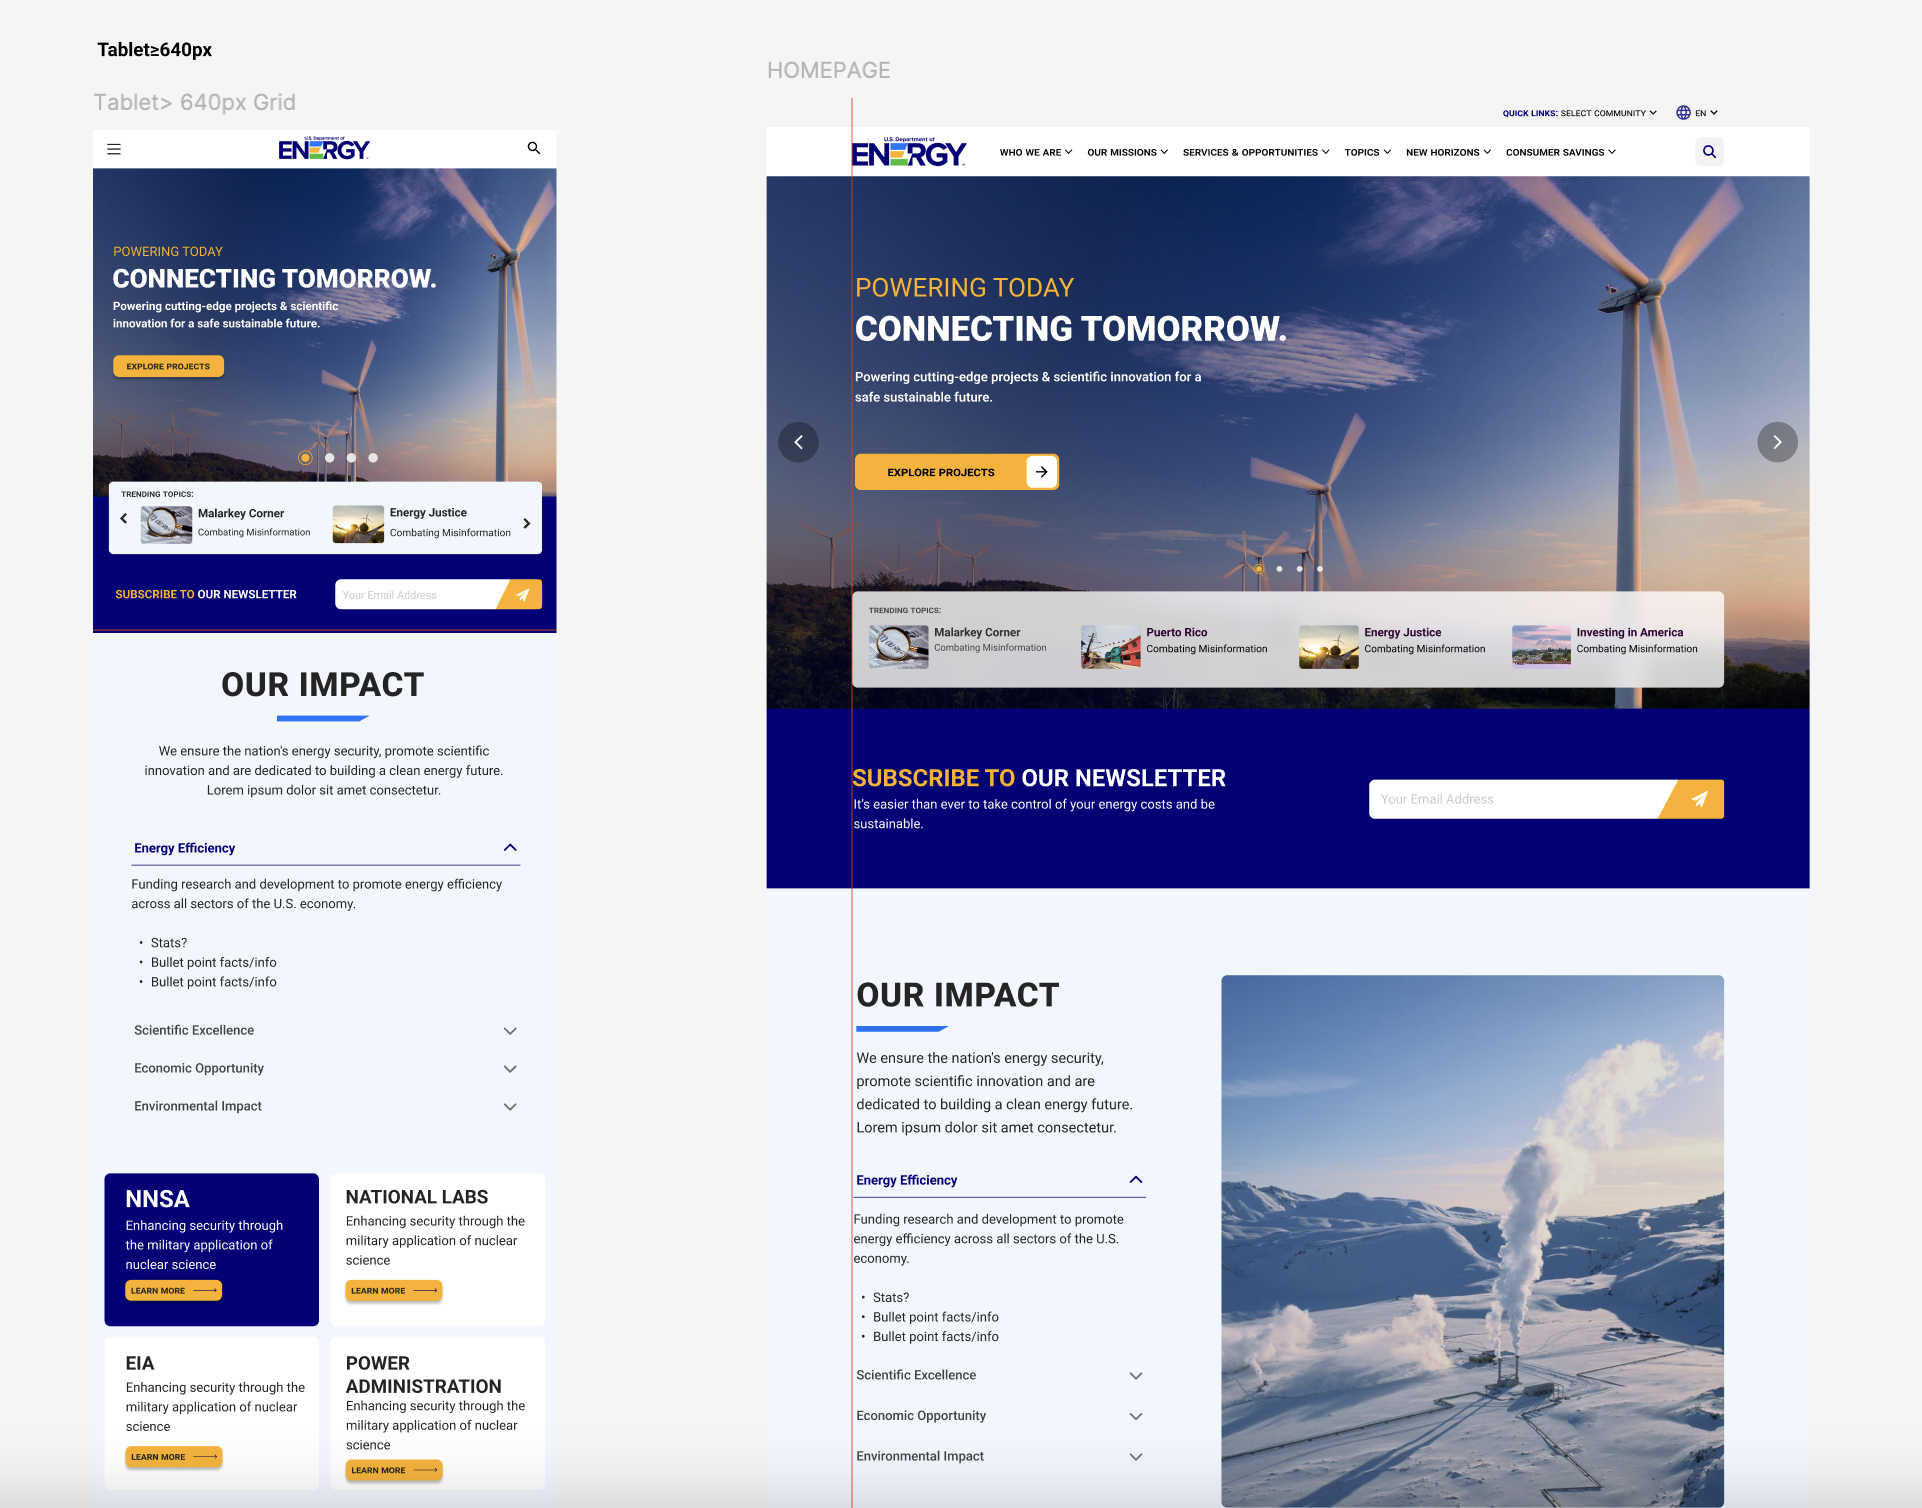 Tablet≥640px
Tablet> 640px Grid
U.S. Department of
ENERGY
POWERING TODAY
CONNECTING TOMORROW.
Powering cutting-edge projects & scientific
innovation for a safe sustainable future.
EXPLORE PROJECTS
TRENDING TOPICS:
Malarkey Corner
Combating Misinformation
Energy Justice
Combating Misinformation
SUBSCRIBE TO OUR NEWSLETTER
Your Email Address
OUR IMPACT
We ensure the nation's energy security, promote scientific
innovation and are dedicated to building a clean energy future.
Lorem ipsum dolor sit amet consectetur.
Energy Efficiency
Funding research and development to promote energy efficiency
across all sectors of the U.S. economy.
• Stats?
• Bullet point facts/info
• Bullet point facts/info
Scientific Excellence
Economic Opportunity
Environmental Impact
NNSA
Enhancing security through
the military application of
nuclear science
LEARN MORE
NATIONAL LABS
Enhancing security through the
military application of nuclear
science
LEARN MORE
EIA
Enhancing security through the
military application of nuclear
science
LEARN MORE
POWER
ADMINISTRATION
Enhancing security through the
military application of nuclear
science
LEARN MORE
HOMEPAGE
QUICK LINKS: SELECT COMMUNITY
EN
U.S. Department of
ENERGY
WHO WE ARE
OUR MISSIONS
SERVICES & OPPORTUNITIES
TOPICS
NEW HORIZONS
CONSUMER SAVINGS
POWERING TODAY
CONNECTING TOMORROW.
Powering cutting-edge projects & scientific innovation for a
safe sustainable future.
EXPLORE PROJECTS
TRENDING TOPICS:
Malarkey Corner
Combating Misinformation
Puerto Rico
Combating Misinformation
Energy Justice
Combating Misinformation
Investing in America
Combating Misinformation
SUBSCRIBE TO OUR NEWSLETTER
It's easier than ever to take control of your energy costs and be
sustainable.
Your Email Address
OUR IMPACT
We ensure the nation's energy security,
promote scientific innovation and are
dedicated to building a clean energy future.
Lorem ipsum dolor sit amet consectetur.
Energy Efficiency
Funding research and development to promote
energy efficiency across all sectors of the U.S.
economy.
• Stats?
• Bullet point facts/info
• Bullet point facts/info
Scientific Excellence
Economic Opportunity
Environmental Impact